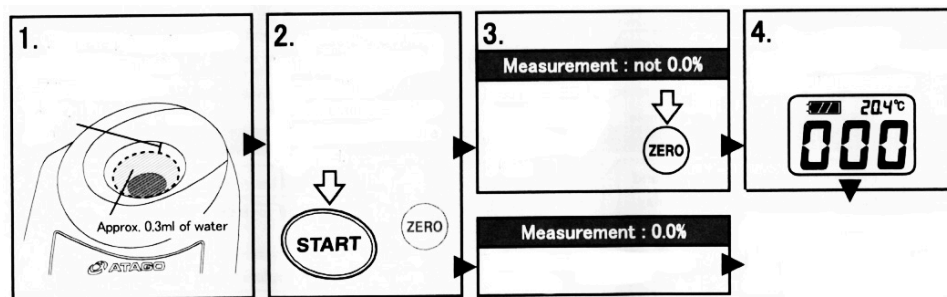 1.
Approx. 0.3ml of water
ATAGO
2.
START
ZERO
3.
Measurement : not 0.0%
ZERO
Measurement : 0.0%
4.
20.4℃
000